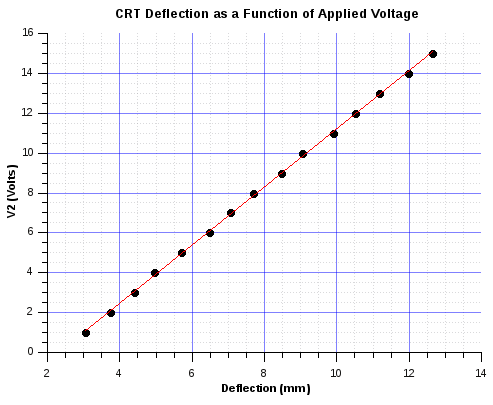 CRT Deflection as a Function of Applied Voltage
16
14
12
10
8
6
4
2
0
V2 (Volts)
2 4 6 8 10 12 14
Deflection (mm)